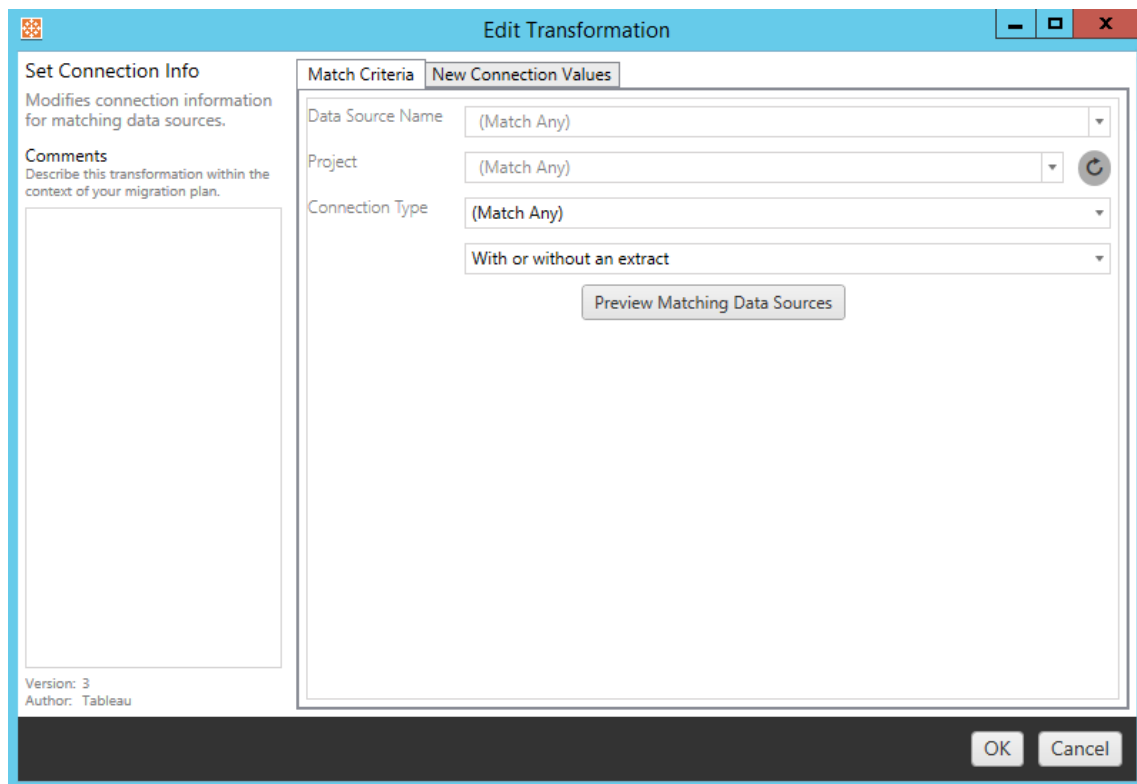 Edit Transformation
Set Connection Info
Modifies connection information
for matching data sources.
Comments
Describe this transformation within the
context of your migration plan.
Version: 3
Author: Tableau
Match Criteria
New Connection Values
Data Source Name
(Match Any)
Project
(Match Any)
Connection Type
(Match Any)
With or without an extract
Preview Matching Data Sources
OK
Cancel